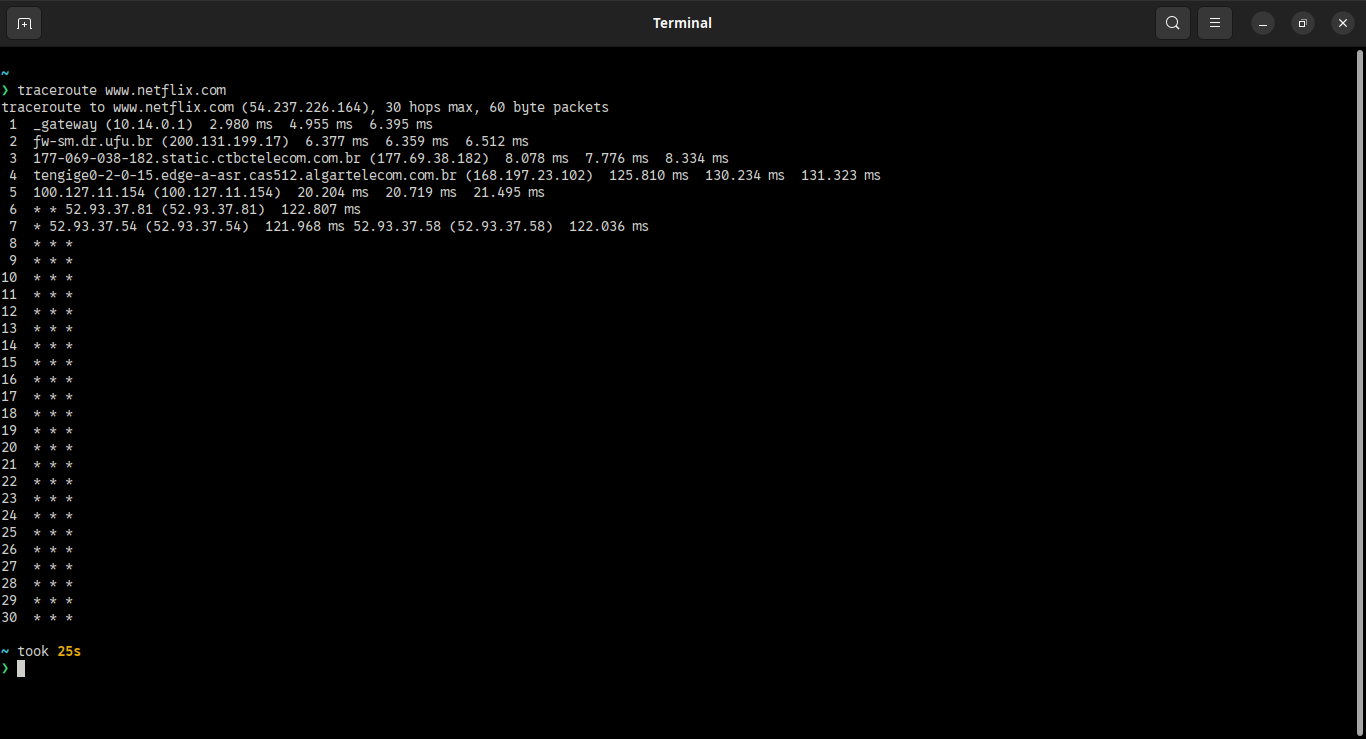 Terminal
~
❯ traceroute www.netflix.com
traceroute to www.netflix.com (54.237.226.164), 30 hops max, 60 byte packets
 1  _gateway (10.14.0.1)  2.980 ms  4.955 ms  6.395 ms
 2  fw-sm.dr.ufu.br (200.131.199.17)  6.377 ms  6.359 ms  6.512 ms
 3  177-069-038-182.static.ctbctelecom.com.br (177.69.38.182)  8.078 ms  7.776 ms  8.334 ms
 4  tengige0-2-0-15.edge-a-asr.cas512.algartelecom.com.br (168.197.23.102)  125.810 ms  130.234 ms  131.323 ms
 5  100.127.11.154 (100.127.11.154)  20.204 ms  20.719 ms  21.495 ms
 6  * * 52.93.37.81 (52.93.37.81)  122.807 ms
 7  * 52.93.37.54 (52.93.37.54)  121.968 ms 52.93.37.58 (52.93.37.58)  122.036 ms
 8  * * *
 9  * * *
10  * * *
11  * * *
12  * * *
13  * * *
14  * * *
15  * * *
16  * * *
17  * * *
18  * * *
19  * * *
20  * * *
21  * * *
22  * * *
23  * * *
24  * * *
25  * * *
26  * * *
27  * * *
28  * * *
29  * * *
30  * * *
~ took 25s
❯